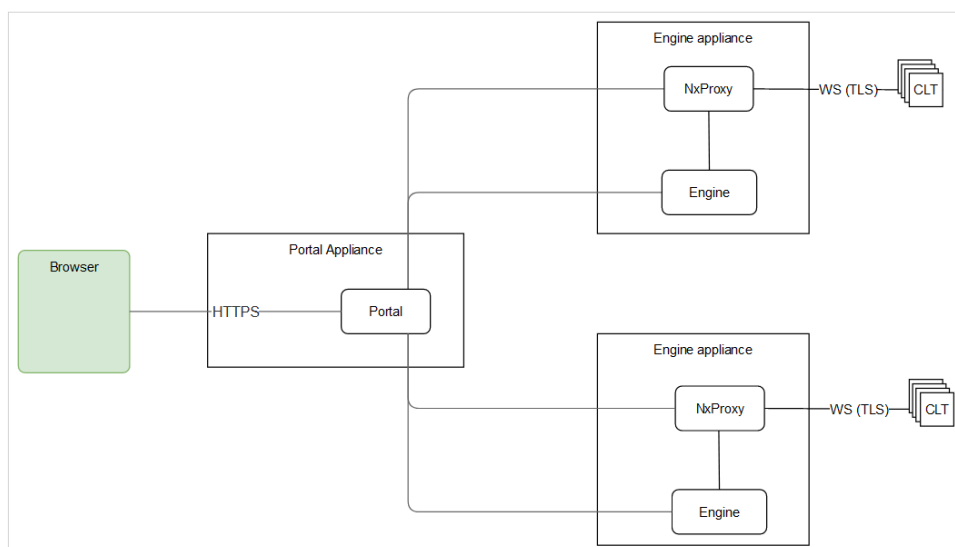 Engine appliance
NxProxy
WS (TLS)
CLT
Engine
Portal Appliance
Browser
HTTPS
Portal
Engine appliance
NxProxy
WS (TLS)
CLT
Engine